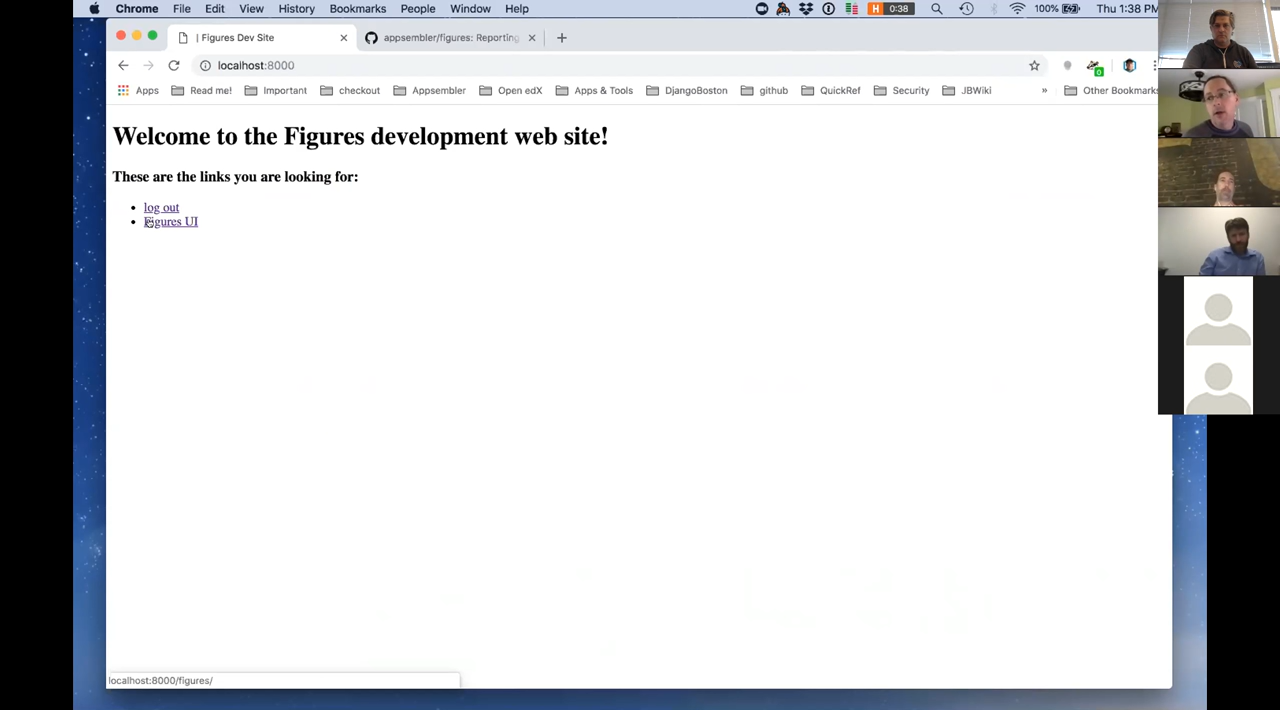 Chrome File Edit View History Bookmarks People Window Help H 0:38 100% Thu 1:38 PM
| Figures Dev Site appsembler/figures: Reporting
localhost:8000 0
Apps Read me! Important checkout Appsembler Open edX Apps & Tools DjangoBoston github QuickRef Security JBWiki » Other Bookmarks
Welcome to the Figures development web site!
These are the links you are looking for:
log out
Figures UI
localhost:8000/figures/